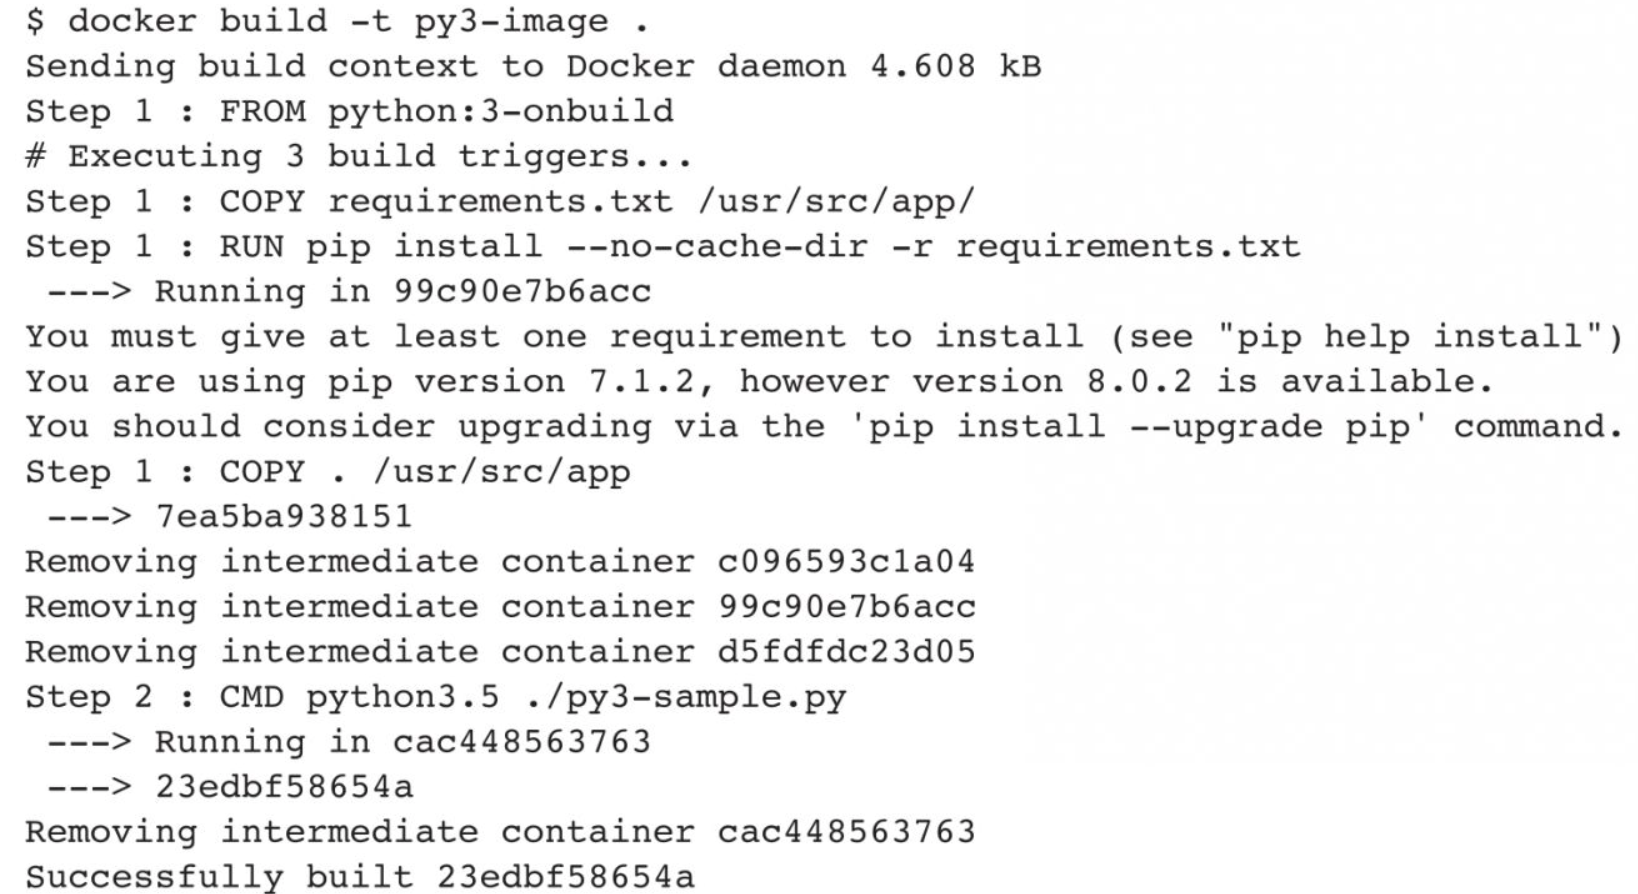 $ docker build -t py3-image .
Sending build context to Docker daemon 4.608 kB
Step 1 : FROM python:3-onbuild
# Executing 3 build triggers...
Step 1 : COPY requirements.txt /usr/src/app/
Step 1 : RUN pip install --no-cache-dir -r requirements.txt
 ---> Running in 99c90e7b6acc
You must give at least one requirement to install (see "pip help install")
You are using pip version 7.1.2, however version 8.0.2 is available.
You should consider upgrading via the 'pip install --upgrade pip' command.
Step 1 : COPY . /usr/src/app
 ---> 7ea5ba938151
Removing intermediate container c096593c1a04
Removing intermediate container 99c90e7b6acc
Removing intermediate container d5fdfdc23d05
Step 2 : CMD python3.5 ./py3-sample.py
 ---> Running in cac448563763
 ---> 23edbf58654a
Removing intermediate container cac448563763
Successfully built 23edbf58654a